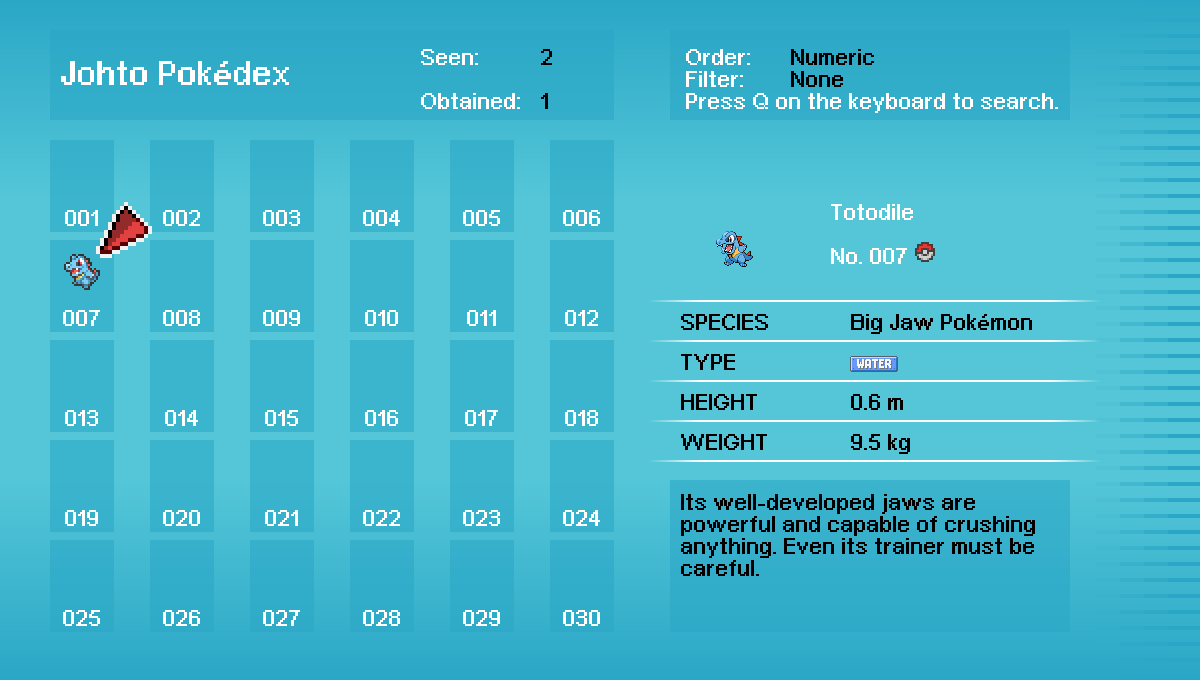 Johto Pokédex
Seen: 2
Obtained: 1
Order: Numeric
Filter: None
Press Q on the keyboard to search.
001 002 003 004 005 006
007 008 009 010 011 012
013 014 015 016 017 018
019 020 021 022 023 024
025 026 027 028 029 030
Totodile
No. 007
SPECIES Big Jaw Pokémon
TYPE WATER
HEIGHT 0.6 m
WEIGHT 9.5 kg
Its well-developed jaws are
powerful and capable of crushing
anything. Even its trainer must be
careful.